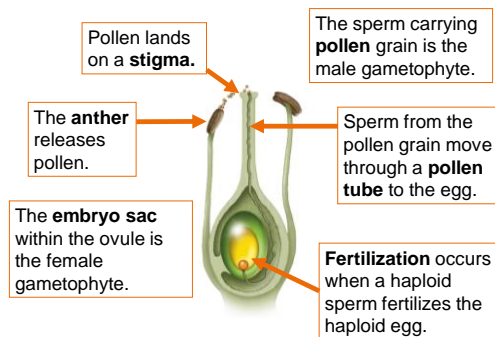 Pollen lands
on a stigma.
The sperm carrying
pollen grain is the
male gametophyte.
The anther
releases
pollen.
Sperm from the
pollen grain move
through a pollen
tube to the egg.
The embryo sac
within the ovule is
the female
gametophyte.
Fertilization occurs
when a haploid
sperm fertilizes the
haploid egg.